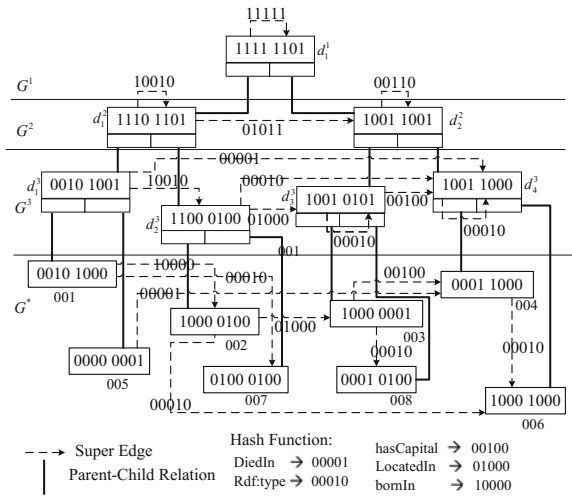 11111
1111 1101 d₁¹
G¹
10010 00110
d₁² 1110 1101 1001 1001 d₂²
G² 01011
00001
d₁³ 0010 1001 10010 00010 1001 1000 d₄³
G³ d₂³ 1100 0100 01000 d₃³ 1001 0101 00100
00010 00010
001
0010 1000 10000 00010 00100 0001 1000
001 00001 004
G*
1000 0100 01000 1000 0001
002 003
0000 0001 00010 00010
005
0100 0100 0001 0100
007 008
00010 1000 1000
006
Super Edge
Parent-Child Relation
Hash Function:
DiedIn → 00001
Rdf:type → 00010
hasCapital → 00100
LocatedIn → 01000
bornIn → 10000